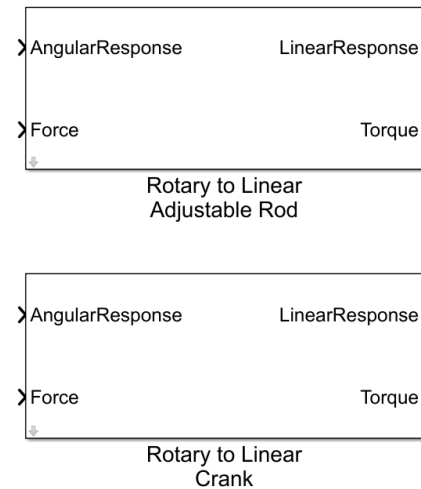 AngularResponse LinearResponse
Force Torque
Rotary to Linear
Adjustable Rod
AngularResponse LinearResponse
Force Torque
Rotary to Linear
Crank